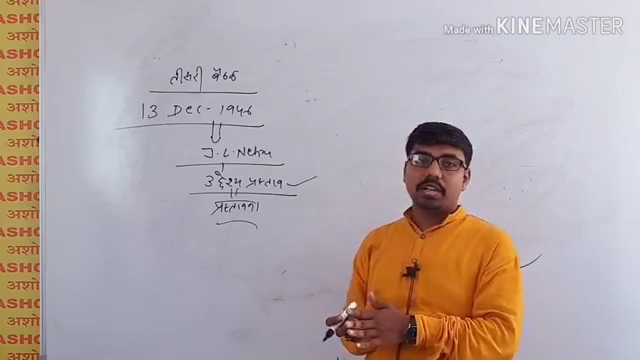 Made with KINEMASTER
तीसरी बैठक
13 Dec - 1946
J. L. Nehru
उद्देश्य प्रस्ताव
प्रस्तावना